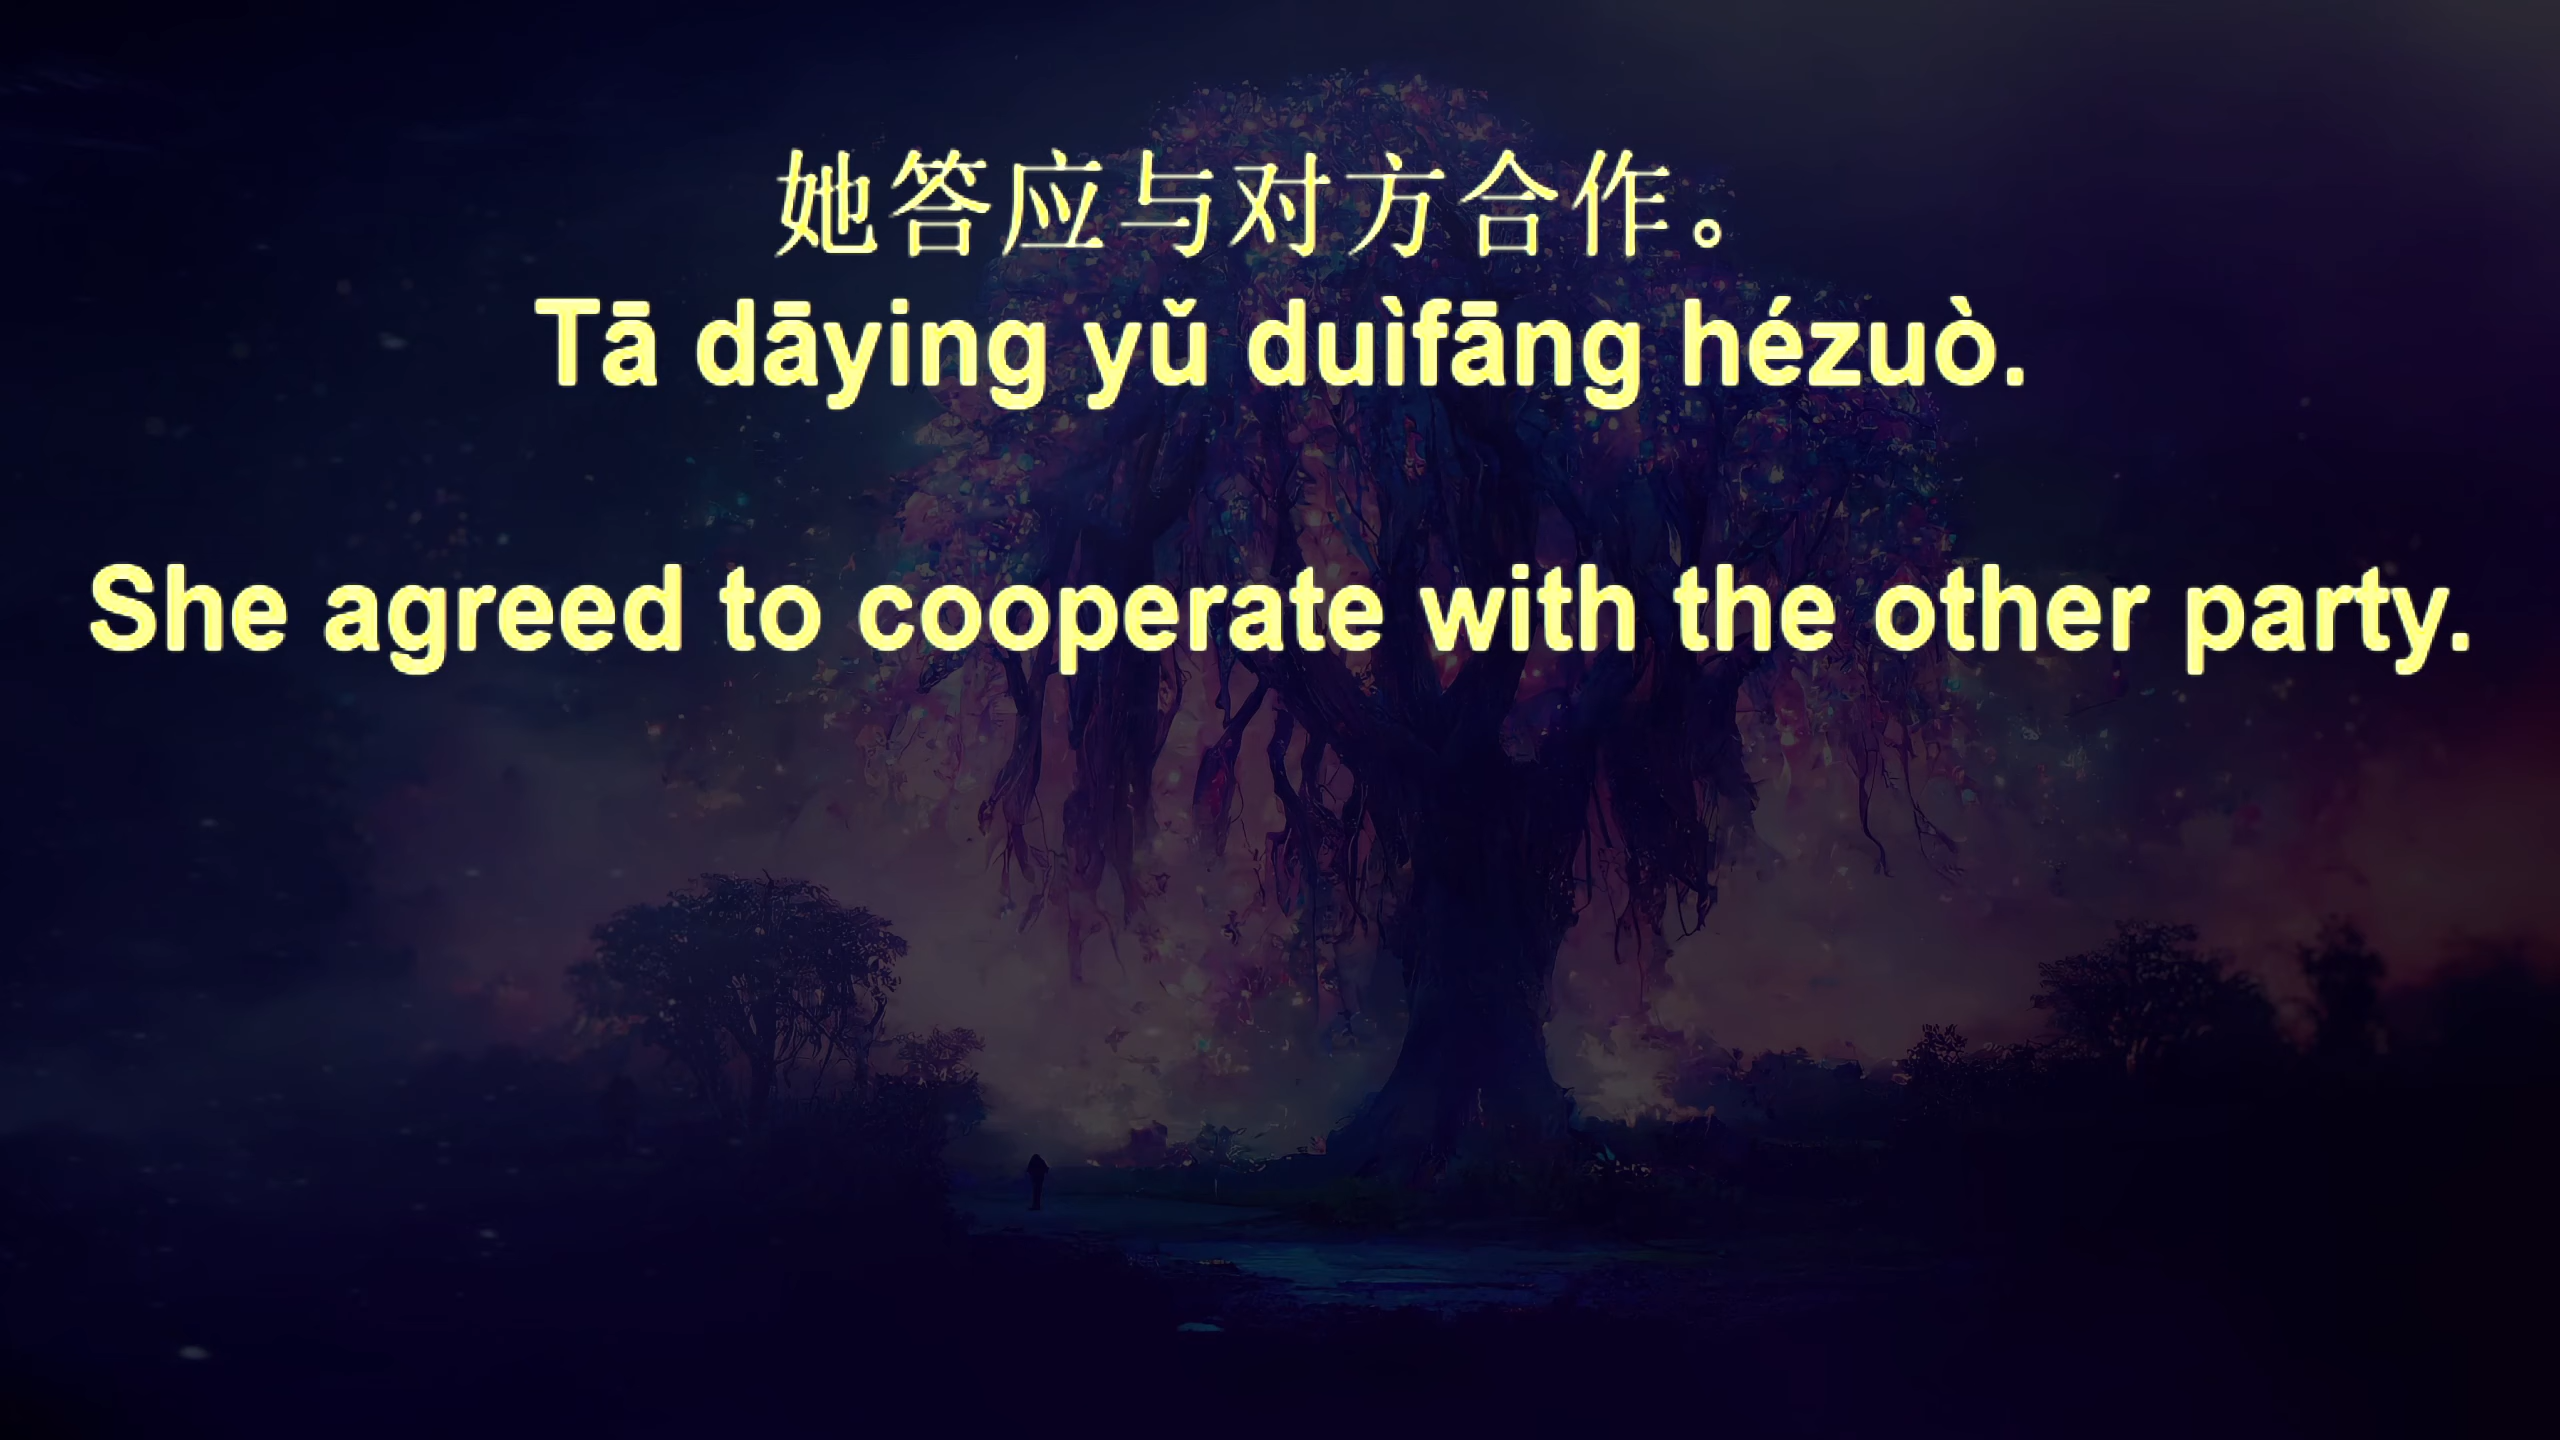 她答应与对方合作。
Tā dāying yǔ duìfāng hézuò.
She agreed to cooperate with the other party.